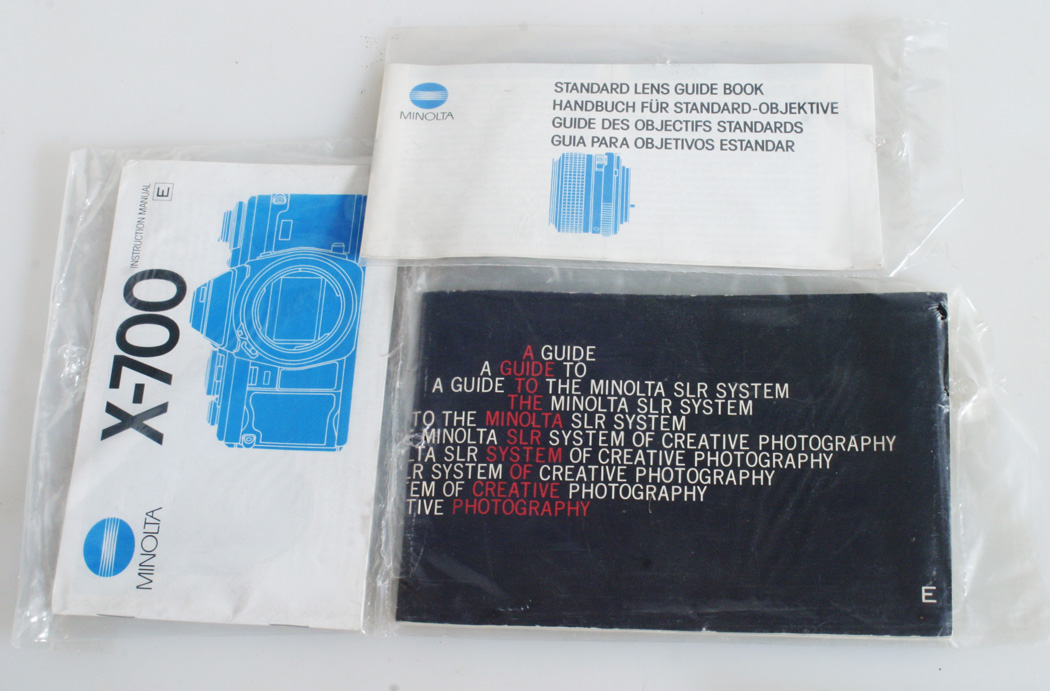 MINOLTA
STANDARD LENS GUIDE BOOK
HANDBUCH FÜR STANDARD-OBJEKTIVE
GUIDE DES OBJECTIFS STANDARDS
GUIA PARA OBJETIVOS ESTANDAR
X-700
INSTRUCTION MANUAL
E
MINOLTA
A GUIDE
A GUIDE TO
A GUIDE TO THE MINOLTA SLR SYSTEM
THE MINOLTA SLR SYSTEM
TO THE MINOLTA SLR SYSTEM
MINOLTA SLR SYSTEM OF CREATIVE PHOTOGRAPHY
LTA SLR SYSTEM OF CREATIVE PHOTOGRAPHY
LR SYSTEM OF CREATIVE PHOTOGRAPHY
EM OF CREATIVE PHOTOGRAPHY
TIVE PHOTOGRAPHY
E